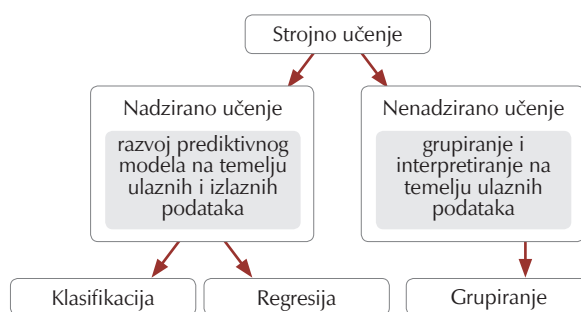 Strojno učenje
Nadzirano učenje
razvoj prediktivnog
modela na temelju
ulaznih i izlaznih
podataka
Nenadzirano učenje
grupiranje i
interpretiranje na
temelju ulaznih
podataka
Klasifikacija
Regresija
Grupiranje